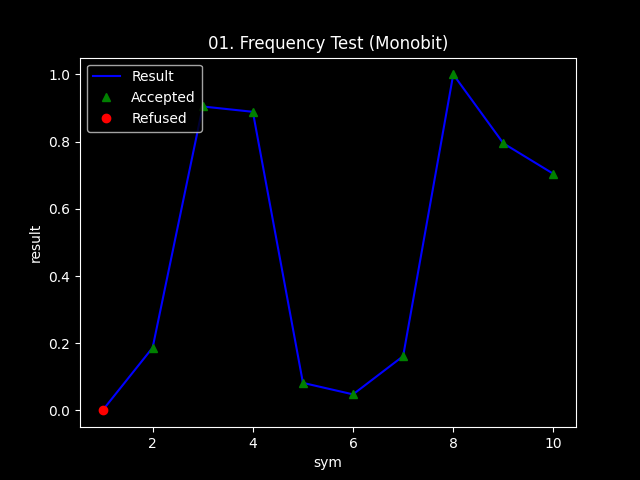 01. Frequency Test (Monobit)
Result
Accepted
Refused
1.0
0.8
0.6
0.4
0.2
0.0
result
2 4 6 8 10
sym